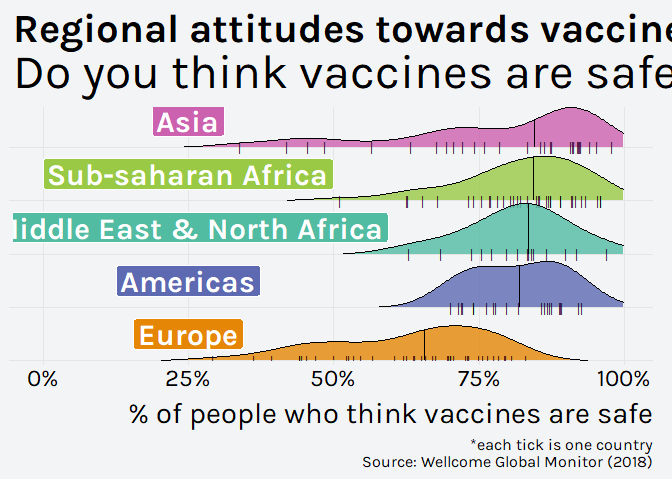 Regional attitudes towards vaccine
Do you think vaccines are safe
Asia
Sub-saharan Africa
iddle East & North Africa
Americas
Europe
0% 25% 50% 75% 100%
% of people who think vaccines are safe
*each tick is one country
Source: Wellcome Global Monitor (2018)